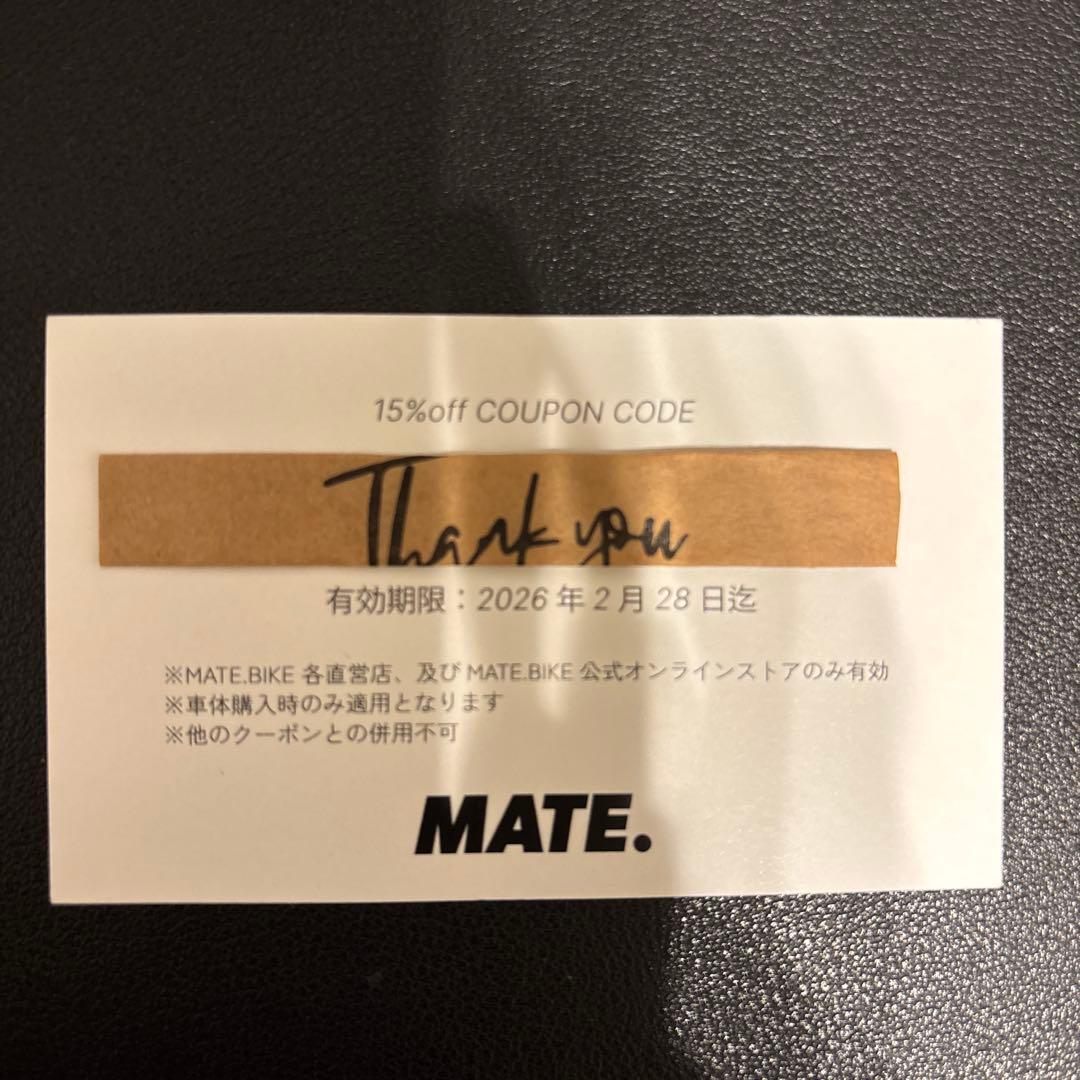 15%off COUPON CODE
Thank you
有効期限：2026 年 2 月 28 日迄
※MATE.BIKE 各直営店、及び MATE.BIKE 公式オンラインストアのみ有効
※車体購入時のみ適用となります
※他のクーポンとの併用不可
MATE.